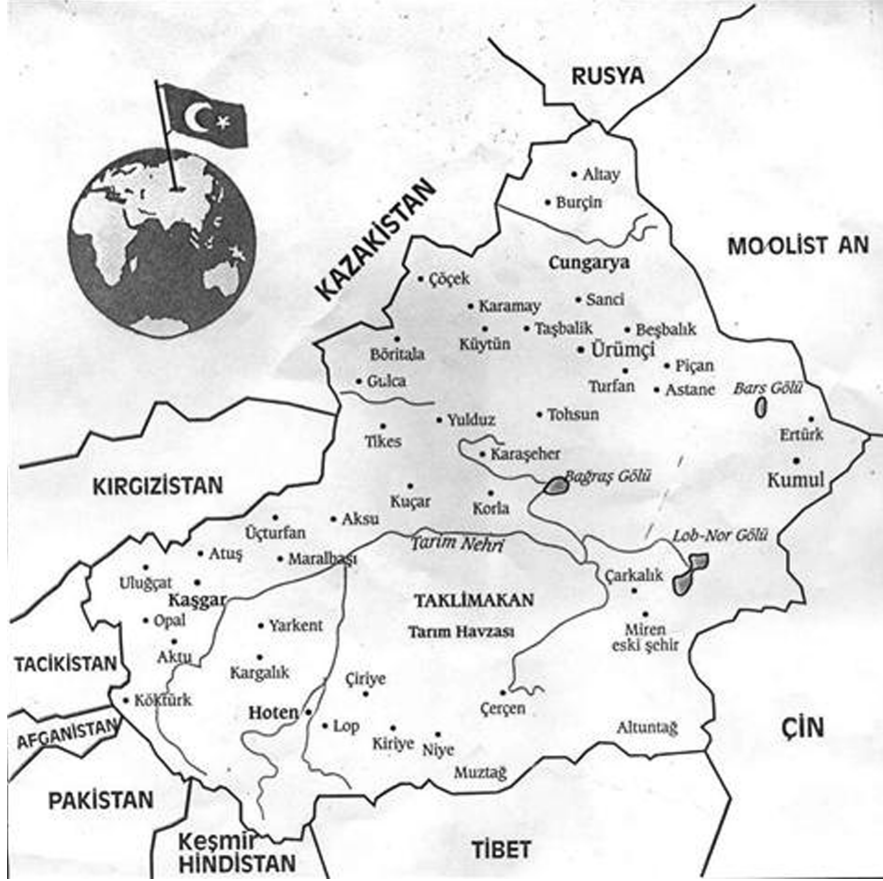 RUSYA
Altay
Burçin
KAZAKİSTAN
MOĞOLİST AN
Cungarya
Çöçek
Karamay
Sanci
Küytün
Taşbalik
Beşbalık
Böritala
Ürümçi
Piçan
Gulca
Turfan
Astane
Bars Gölü
Yulduz
Tohsun
Ertürk
Tikes
Karaşeher
Kumul
KIRGIZİSTAN
Bağraş Gölü
Kuçar
Korla
Üçturfan
Aksu
Tarim Nehri
Lob-Nor Gölü
Atuş
Maralbaşı
Uluğçat
Kaşgar
Çarkalık
TAKLIMAKAN
Opal
Yarkent
Tarım Havzası
Miren
eski şehir
Aktu
TACİKİSTAN
Kargalık
Çiriye
Köktürk
Hoten
Çerçen
Lop
AFGANİSTAN
Kiriye
Niye
Altuntağ
ÇİN
Muztağ
PAKİSTAN
Keşmir
HİNDİSTAN
TİBET